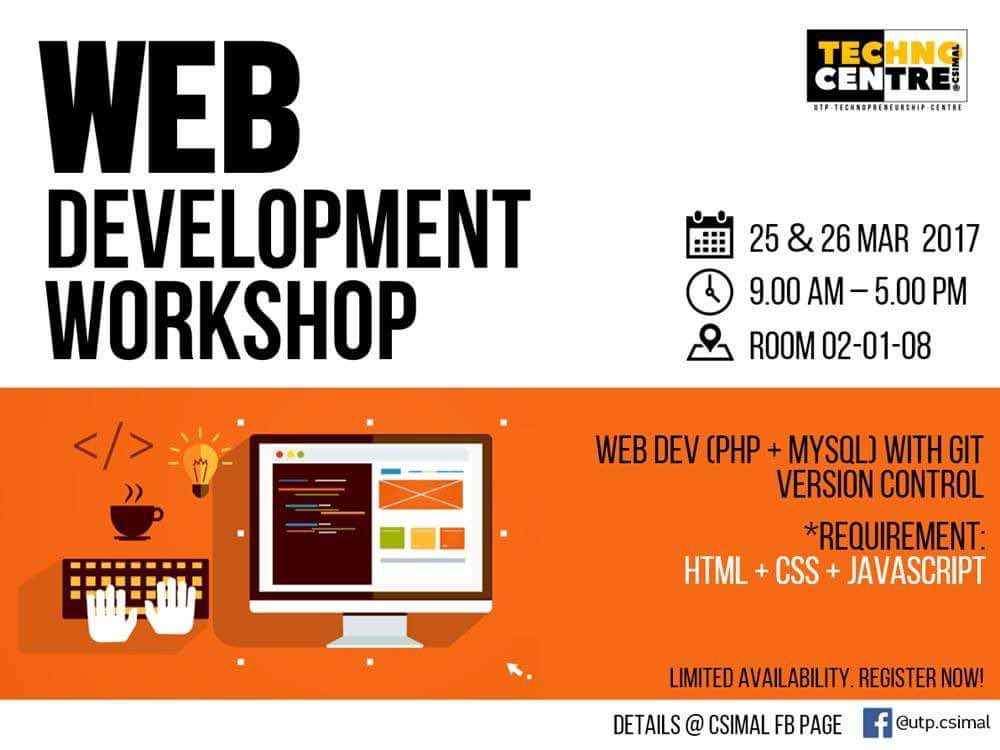 WEB
DEVELOPMENT
WORKSHOP
TECHNO
CENTRE
@CSIMAL
UTP-TECHNOPRENEURSHIP-CENTRE
25 & 26 MAR 2017
9.00 AM – 5.00 PM
ROOM 02-01-08
</>
WEB DEV (PHP + MYSQL) WITH GIT
VERSION CONTROL
*REQUIREMENT:
HTML + CSS + JAVASCRIPT
LIMITED AVAILABILITY. REGISTER NOW!
DETAILS @ CSIMAL FB PAGE
f @utp.csimal